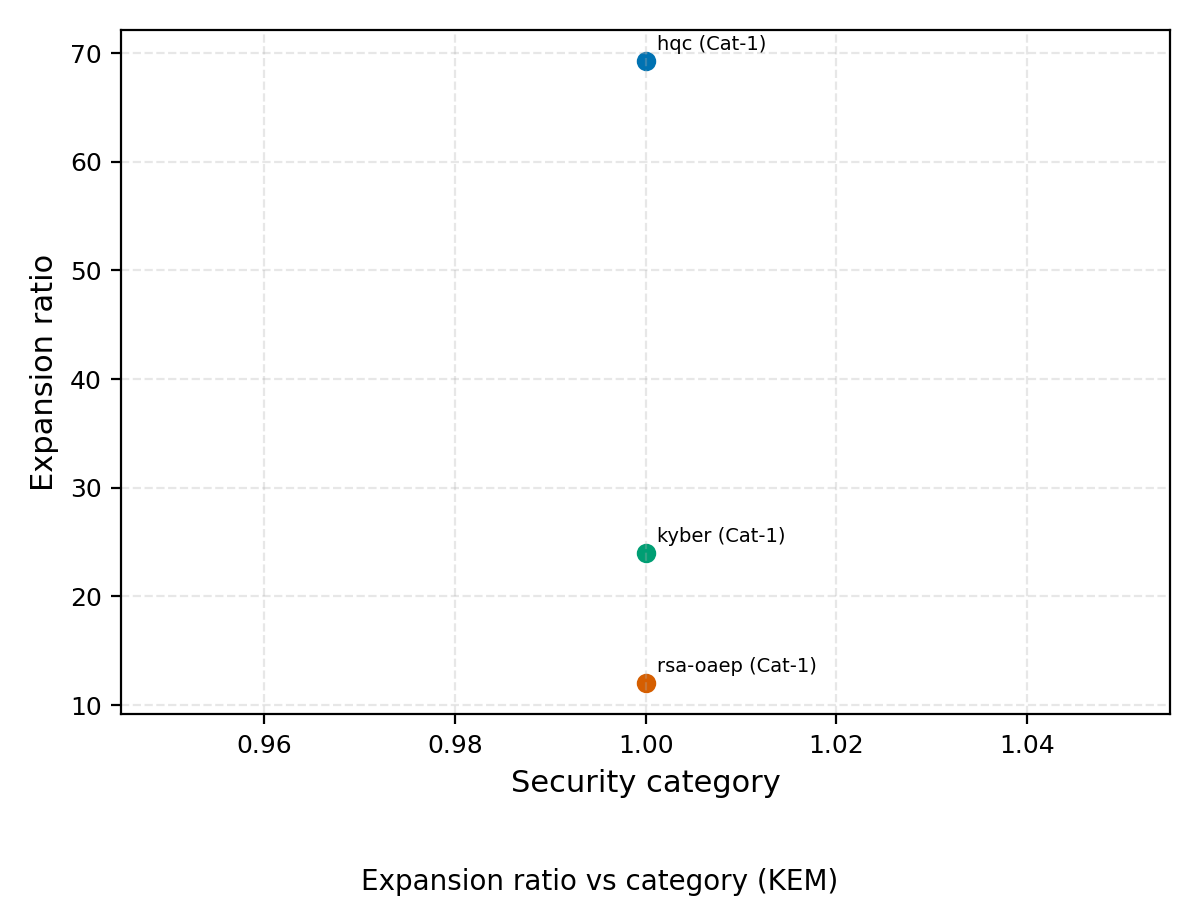 70
60
50
40
30
20
10
Expansion ratio
hqc (Cat-1)
kyber (Cat-1)
rsa-oaep (Cat-1)
0.96
0.98
1.00
1.02
1.04
Security category
Expansion ratio vs category (KEM)